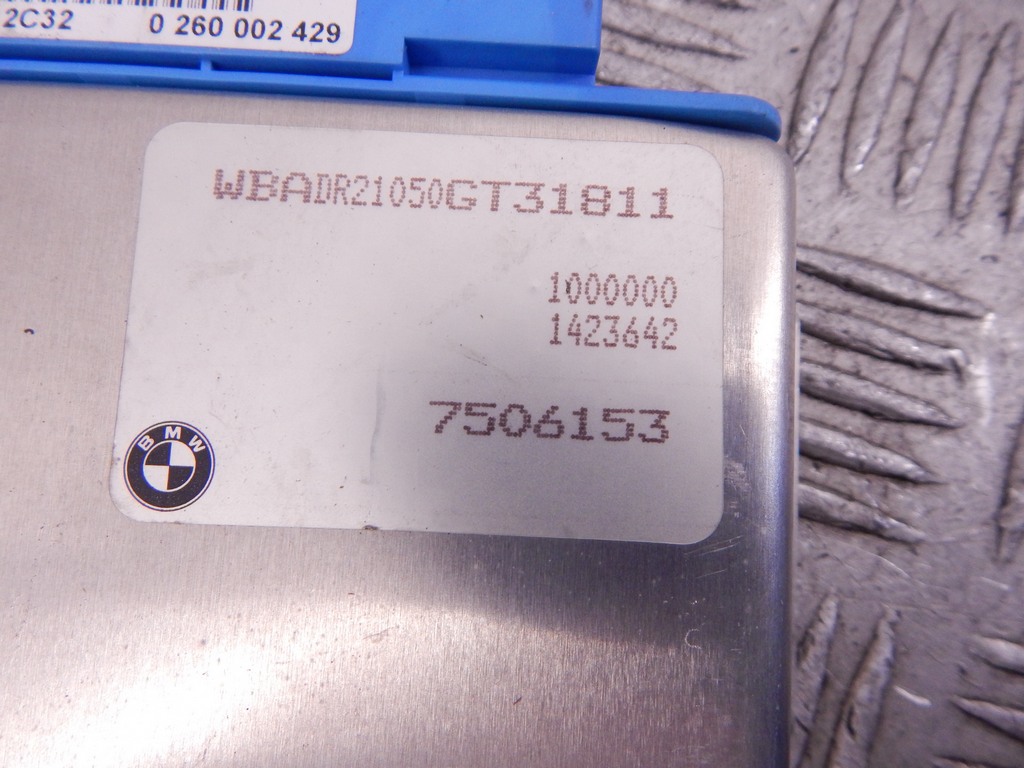 2C32 0 260 002 429
WBADR21050GT31811
1000000
1423642
7506153
BMW